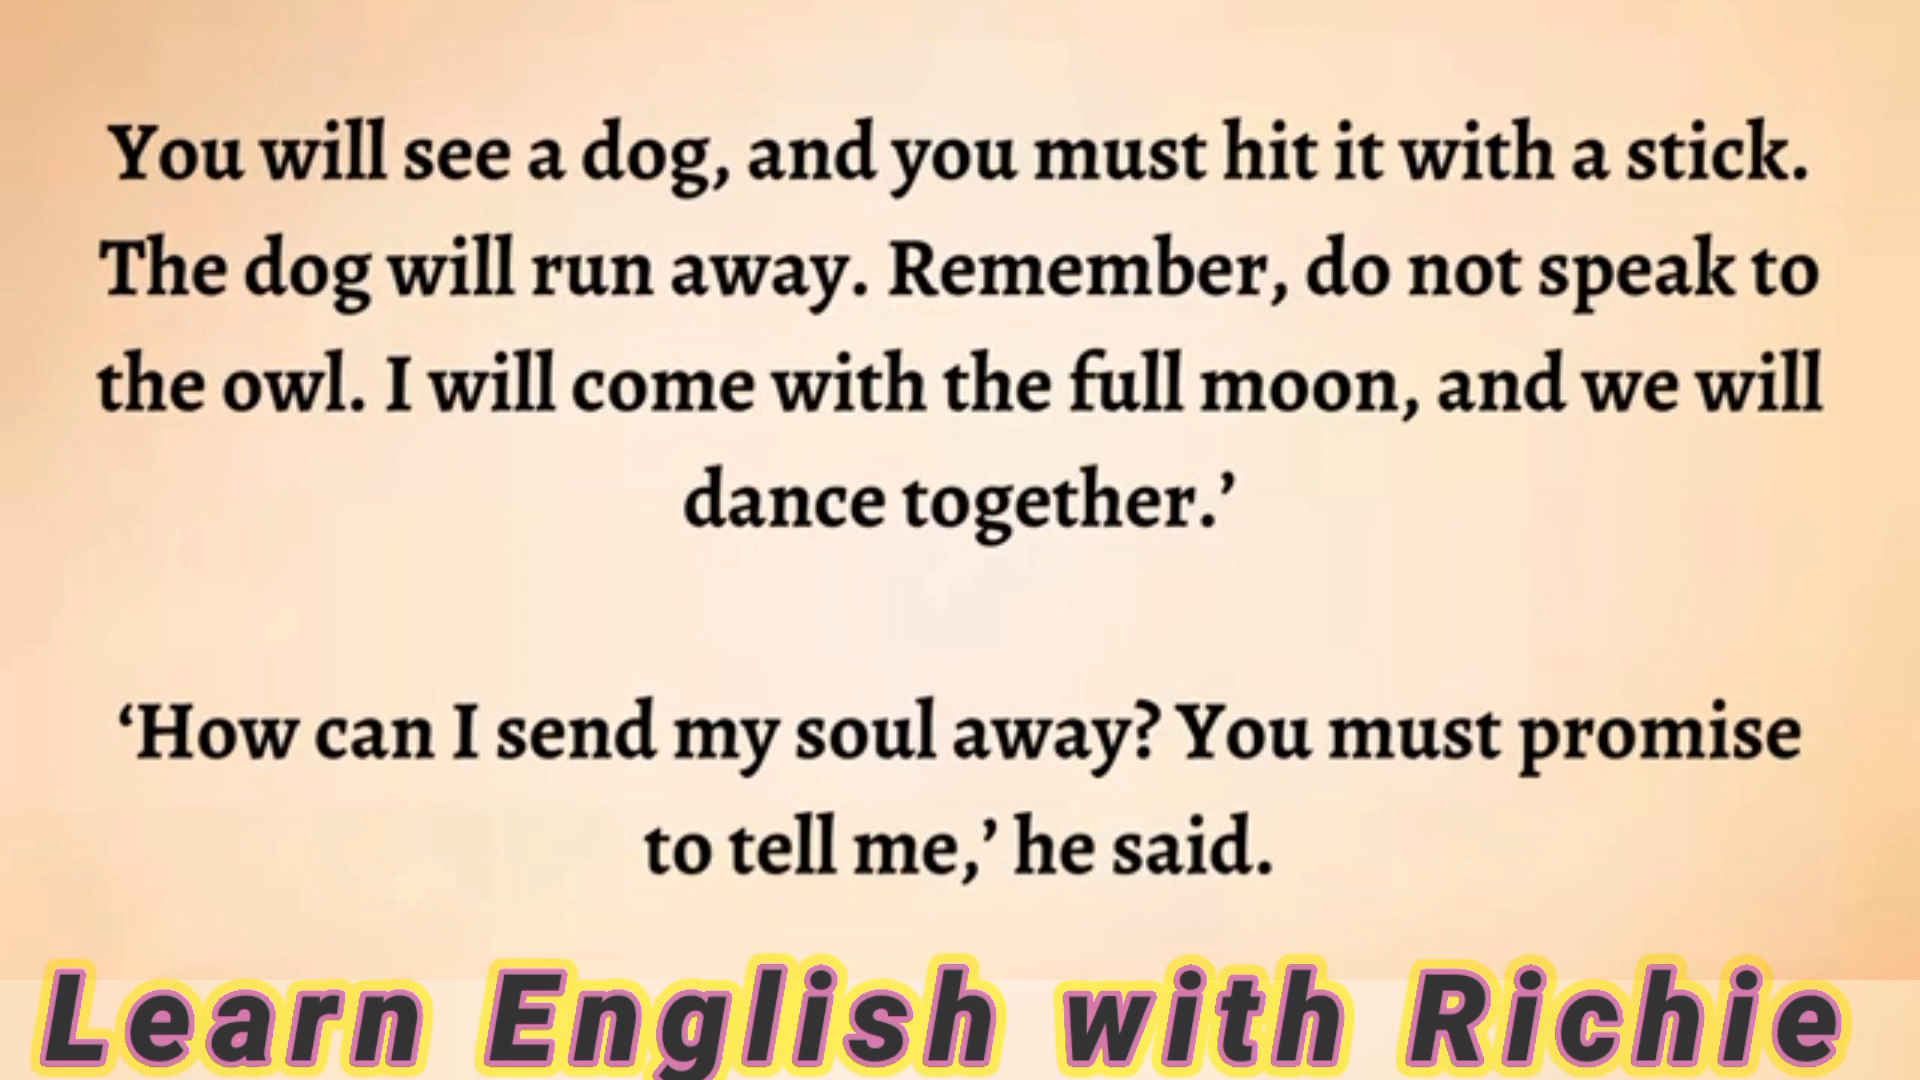 You will see a dog, and you must hit it with a stick.
The dog will run away. Remember, do not speak to
the owl. I will come with the full moon, and we will
dance together.’
‘How can I send my soul away? You must promise
to tell me,’ he said.
Learn English with Richie